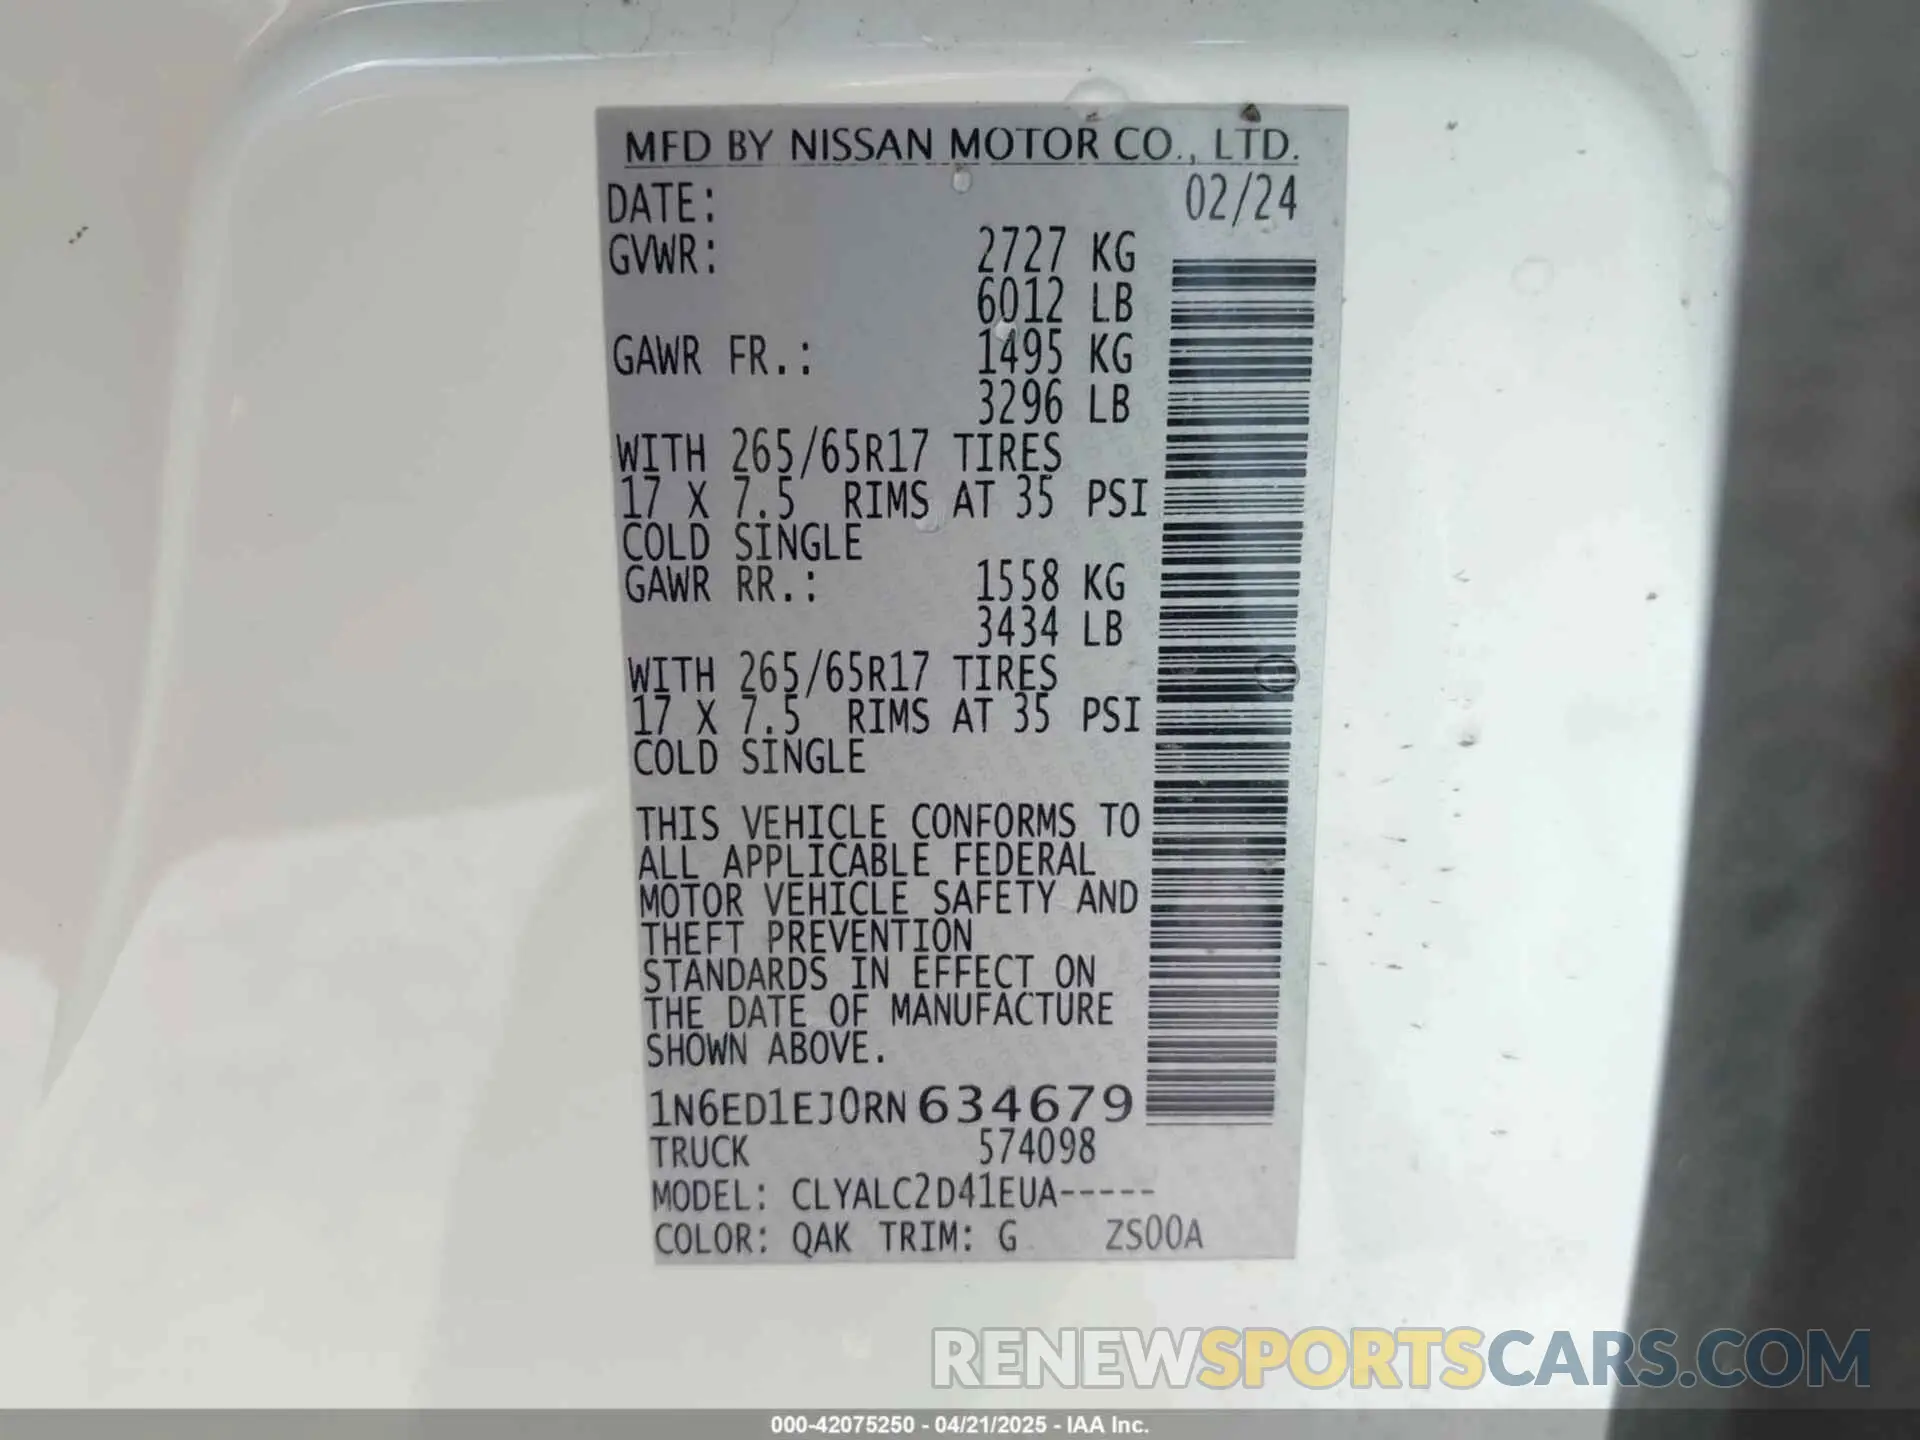 MFD BY NISSAN MOTOR CO., LTD.
DATE: 02/24
GVWR: 2727 KG
6012 LB
GAWR FR.: 1495 KG
3296 LB
WITH 265/65R17 TIRES
17 X 7.5 RIMS AT 35 PSI
COLD SINGLE
GAWR RR.: 1558 KG
3434 LB
WITH 265/65R17 TIRES
17 X 7.5 RIMS AT 35 PSI
COLD SINGLE
THIS VEHICLE CONFORMS TO
ALL APPLICABLE FEDERAL
MOTOR VEHICLE SAFETY AND
THEFT PREVENTION
STANDARDS IN EFFECT ON
THE DATE OF MANUFACTURE
SHOWN ABOVE.
1N6ED1EJ0RN634679
TRUCK 574098
MODEL: CLYALC2D41EUA-----
COLOR: QAK TRIM: G ZS00A
RENEWSPORTSCARS.COM
000-42075250 - 04/21/2025 - IAA Inc.